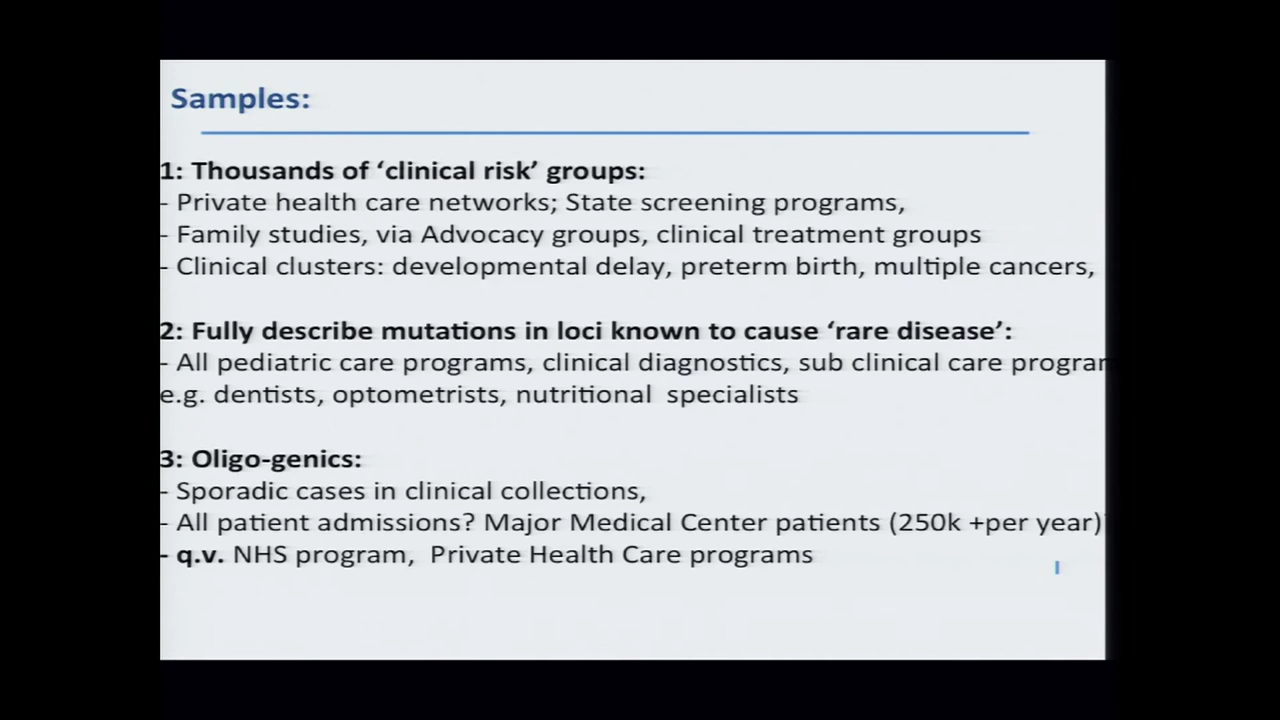 Samples:
1: Thousands of ‘clinical risk’ groups:
- Private health care networks; State screening programs,
- Family studies, via Advocacy groups, clinical treatment groups
- Clinical clusters: developmental delay, preterm birth, multiple cancers,
2: Fully describe mutations in loci known to cause ‘rare disease’:
- All pediatric care programs, clinical diagnostics, sub clinical care program
e.g. dentists, optometrists, nutritional specialists
3: Oligo-genics:
- Sporadic cases in clinical collections,
- All patient admissions? Major Medical Center patients (250k +per year)
- q.v. NHS program, Private Health Care programs